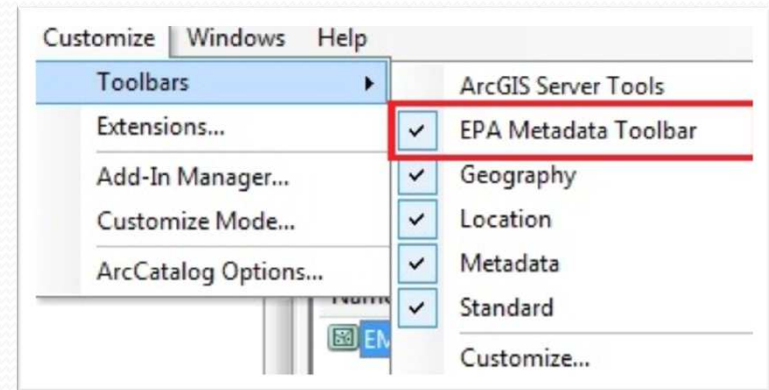 Customize Windows Help
Toolbars
Extensions...
Add-In Manager...
Customize Mode...
ArcCatalog Options...
ArcGIS Server Tools
EPA Metadata Toolbar
Geography
Location
Metadata
Standard
Customize...